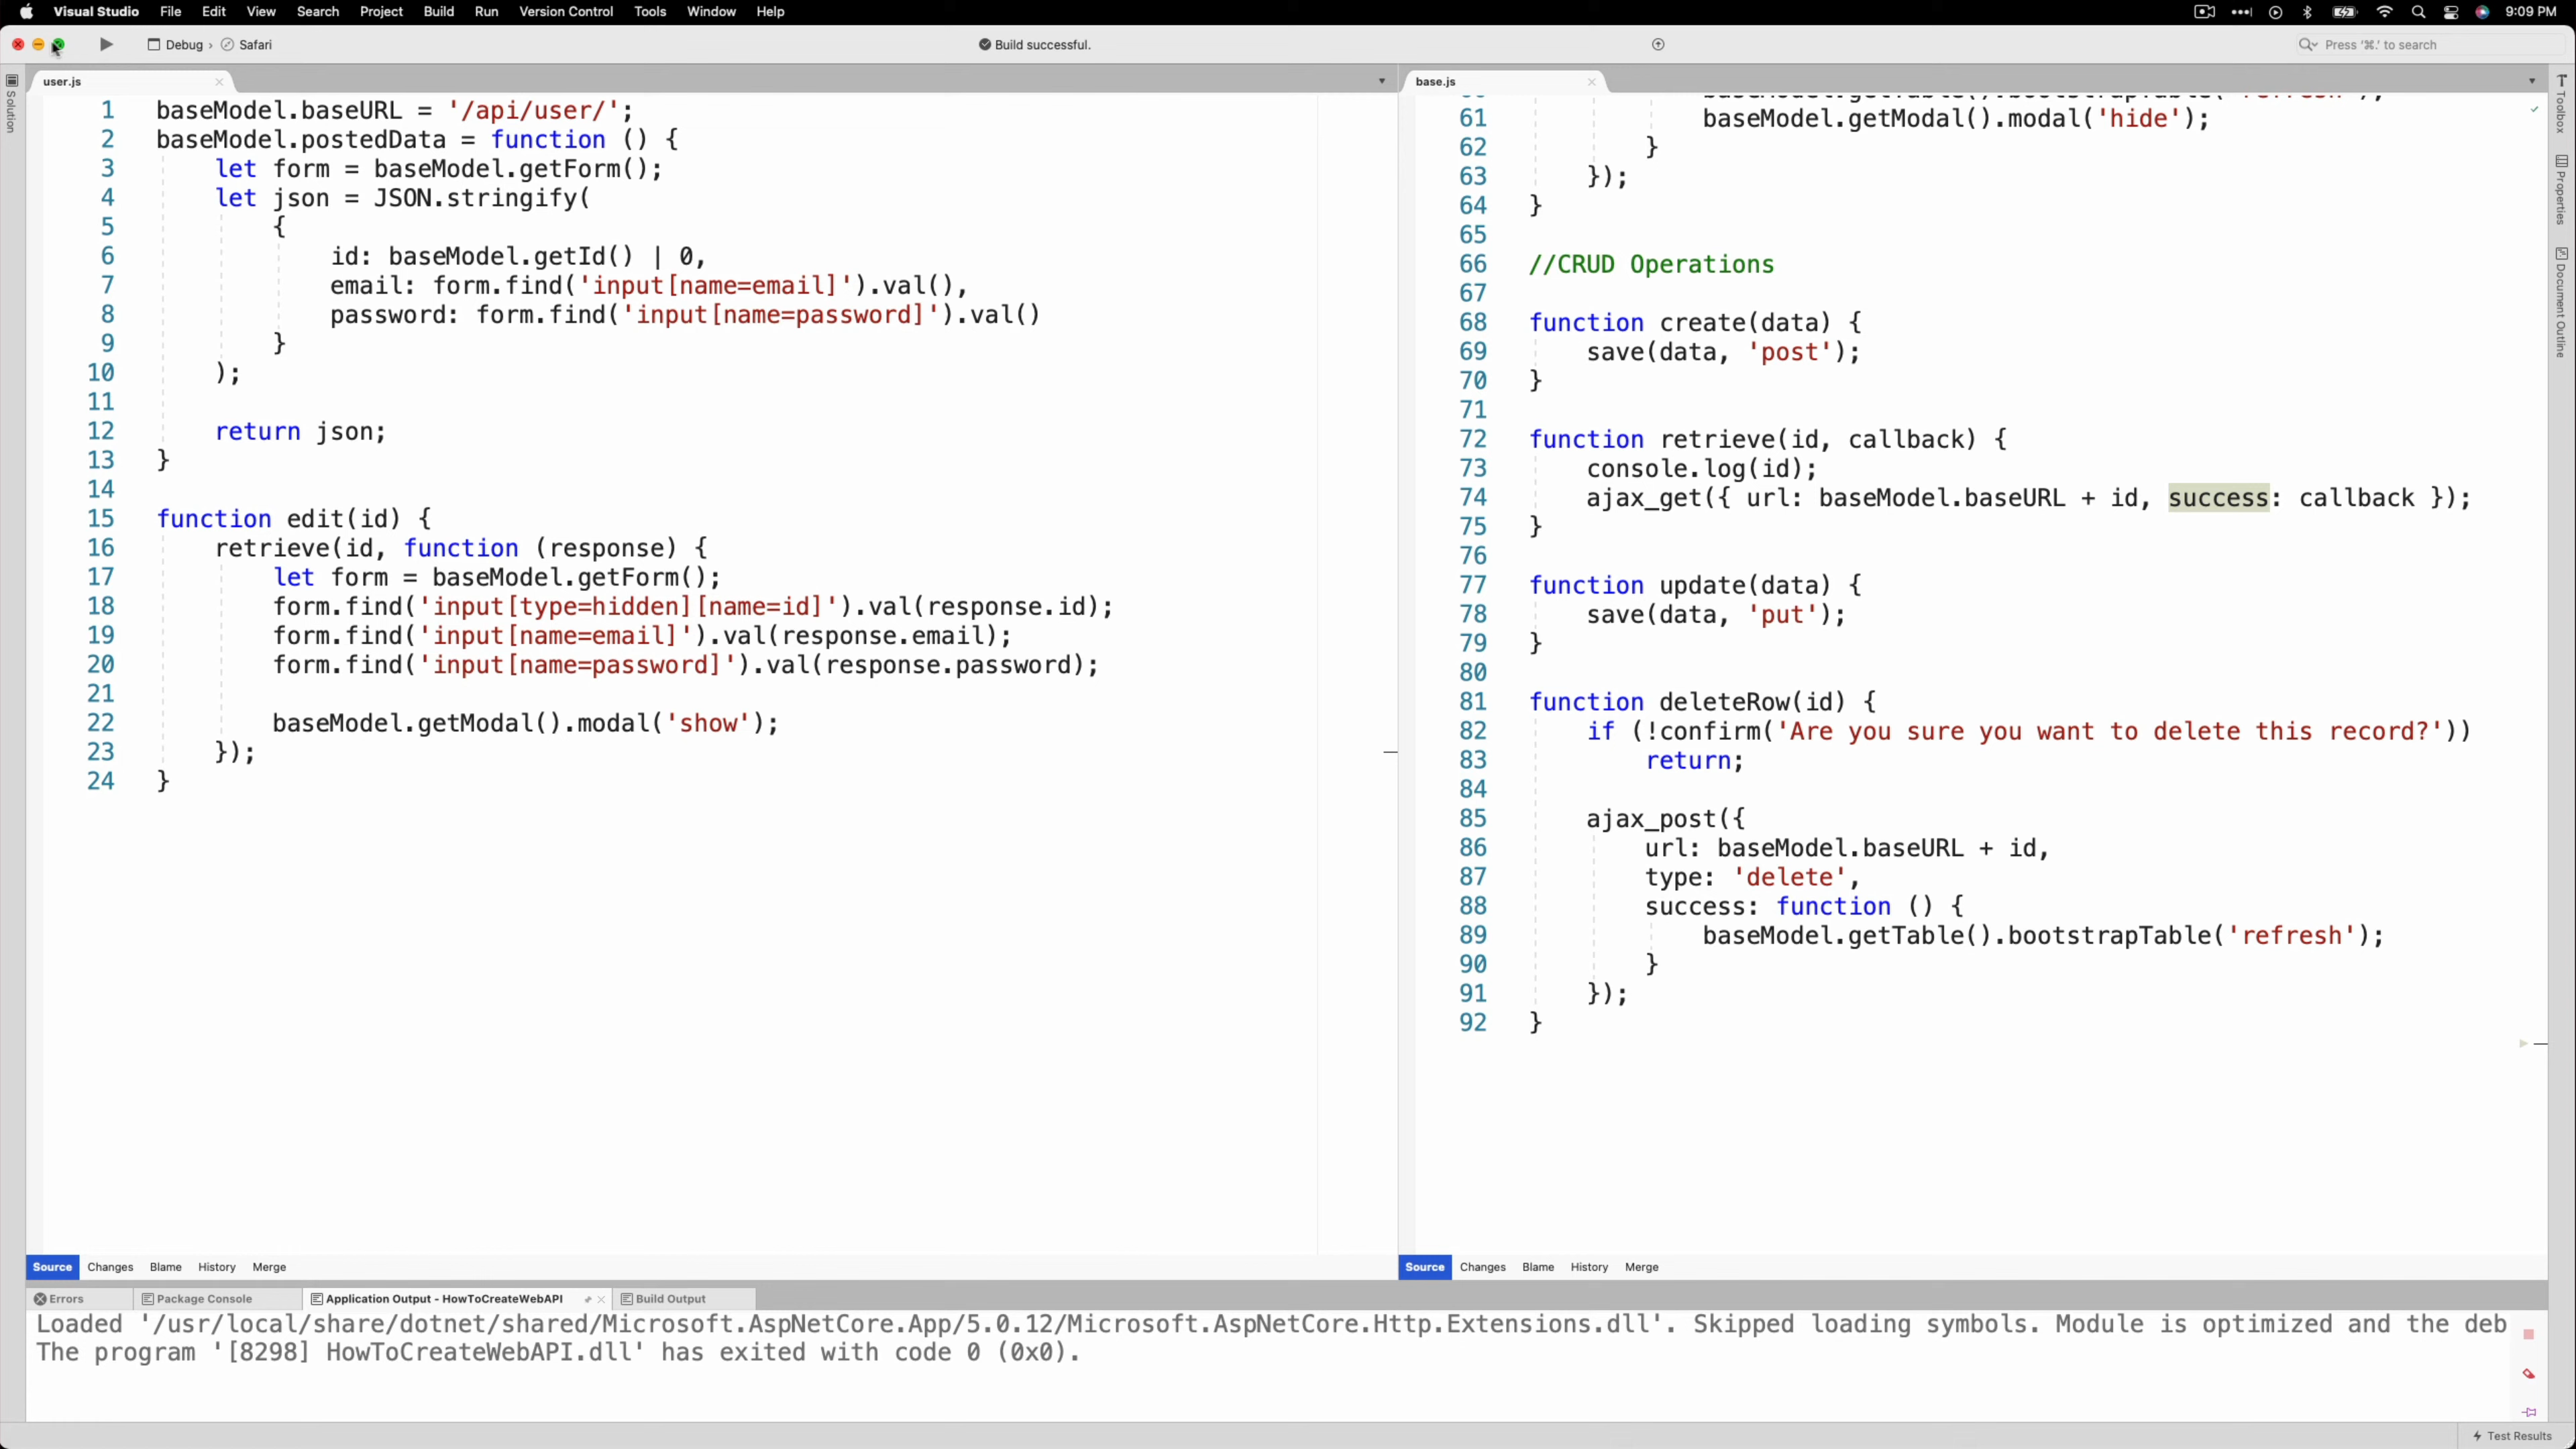 Visual Studio File Edit View Search Project Build Run Version Control Tools Window Help 9:09 PM
Debug › Safari Build successful. Press '⌘.' to search
Solution
user.js
1 baseModel.baseURL = '/api/user/';
2 baseModel.postedData = function () {
3 let form = baseModel.getForm();
4 let json = JSON.stringify(
5 {
6 id: baseModel.getId() | 0,
7 email: form.find('input[name=email]').val(),
8 password: form.find('input[name=password]').val()
9 }
10 );
11
12 return json;
13 }
14
15 function edit(id) {
16 retrieve(id, function (response) {
17 let form = baseModel.getForm();
18 form.find('input[type=hidden][name=id]').val(response.id);
19 form.find('input[name=email]').val(response.email);
20 form.find('input[name=password]').val(response.password);
21
22 baseModel.getModal().modal('show');
23 });
24 }
Source Changes Blame History Merge
base.js
61 baseModel.getModal().modal('hide');
62 }
63 });
64 }
65
66 //CRUD Operations
67
68 function create(data) {
69 save(data, 'post');
70 }
71
72 function retrieve(id, callback) {
73 console.log(id);
74 ajax_get({ url: baseModel.baseURL + id, success: callback });
75 }
76
77 function update(data) {
78 save(data, 'put');
79 }
80
81 function deleteRow(id) {
82 if (!confirm('Are you sure you want to delete this record?'))
83 return;
84
85 ajax_post({
86 url: baseModel.baseURL + id,
87 type: 'delete',
88 success: function () {
89 baseModel.getTable().bootstrapTable('refresh');
90 }
91 });
92 }
Source Changes Blame History Merge
Toolbox
Properties
Document Outline
Errors Package Console Application Output - HowToCreateWebAPI Build Output
Loaded '/usr/local/share/dotnet/shared/Microsoft.AspNetCore.App/5.0.12/Microsoft.AspNetCore.Http.Extensions.dll'. Skipped loading symbols. Module is optimized and the deb
The program '[8298] HowToCreateWebAPI.dll' has exited with code 0 (0x0).
Test Results